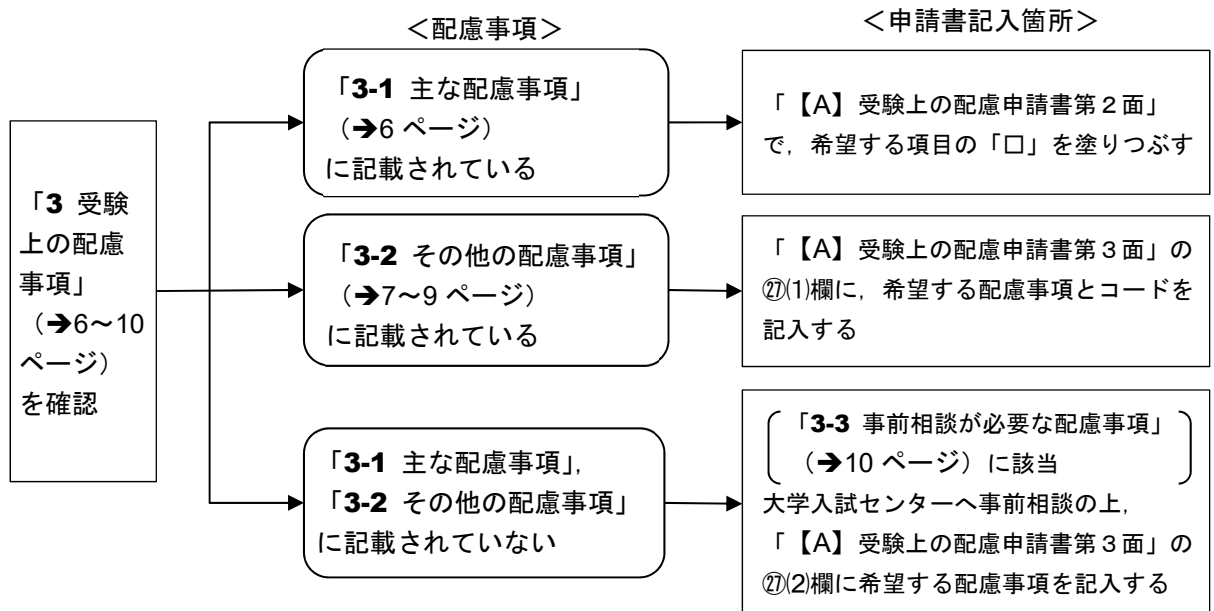 ＜配慮事項＞
＜申請書記入箇所＞
「3 受験
上の配慮
事項」
（➔6～10
ページ）
を確認
「3-1 主な配慮事項」
（➔6 ページ）
に記載されている
「【A】受験上の配慮申請書第２面」
で，希望する項目の「□」を塗りつぶす
「3-2 その他の配慮事項」
（➔7～9 ページ）
に記載されている
「【A】受験上の配慮申請書第３面」の
㉗⑴欄に，希望する配慮事項とコードを
記入する
「3-1 主な配慮事項」，
「3-2 その他の配慮事項」
に記載されていない
「3-3 事前相談が必要な配慮事項」
（➔10 ページ）に該当
大学入試センターへ事前相談の上，
「【A】受験上の配慮申請書第３面」の
㉗⑵欄に希望する配慮事項を記入する